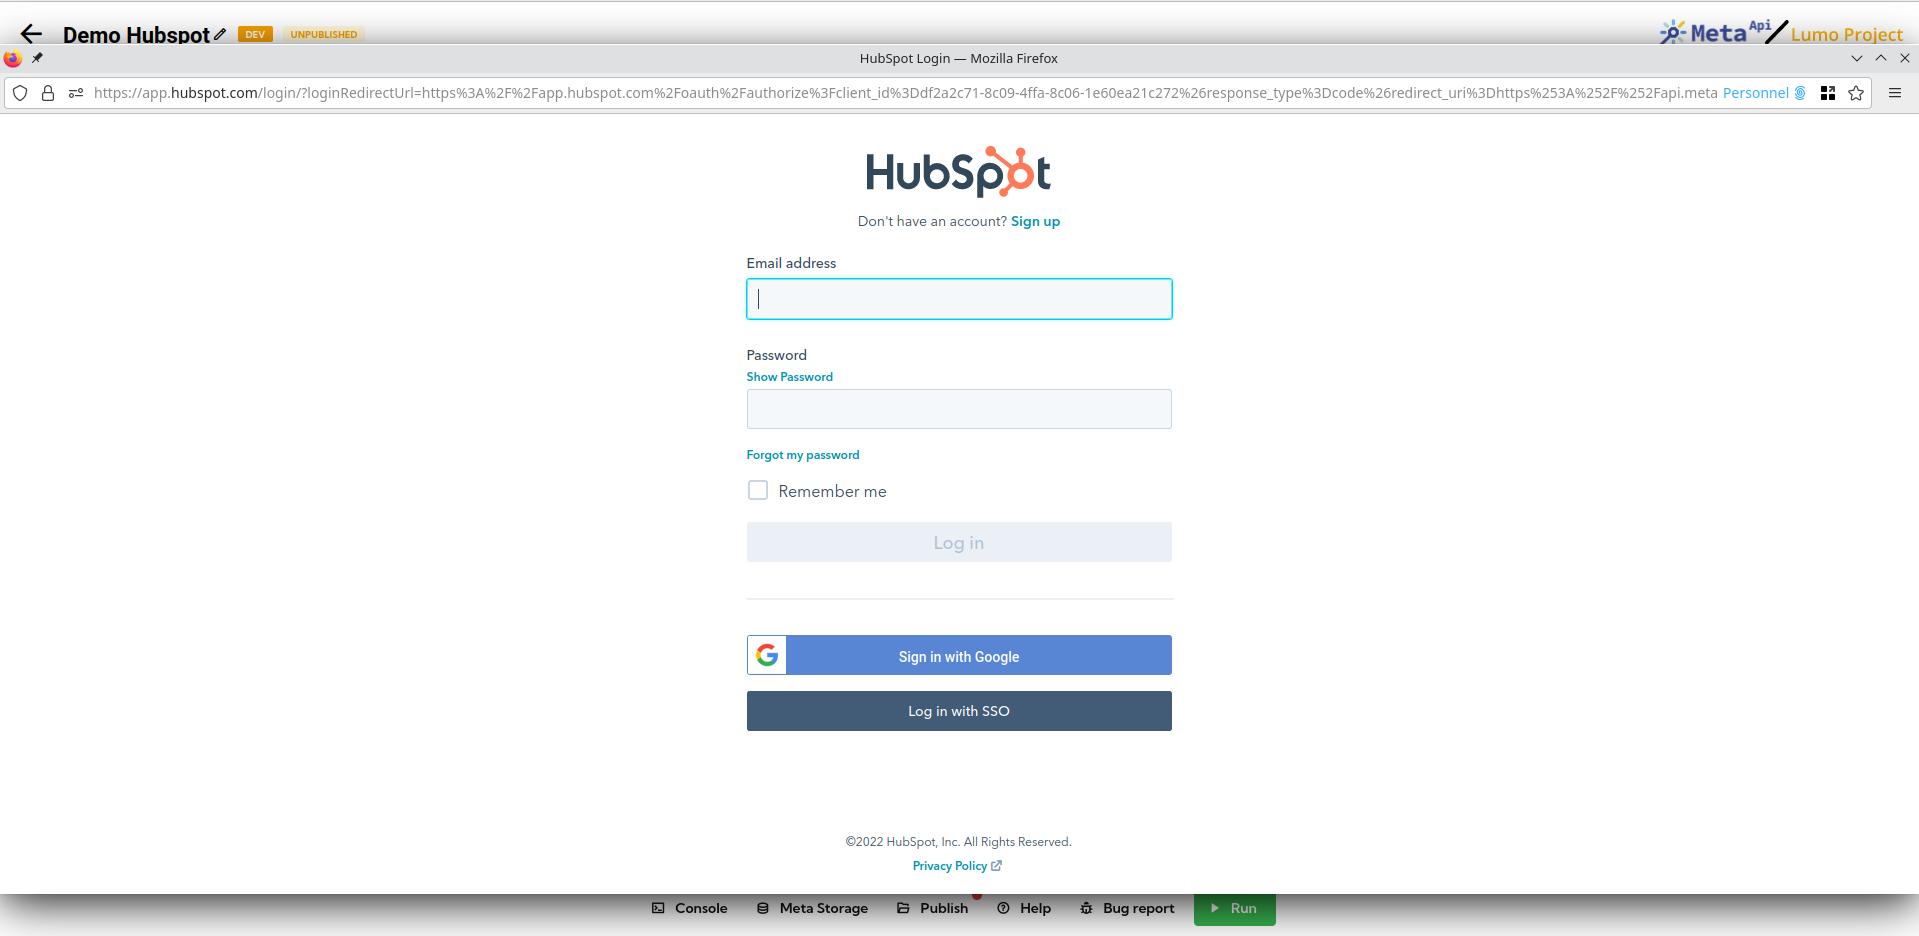 Demo Hubspot DEV UNPUBLISHED Meta Api Lumo Project
HubSpot Login — Mozilla Firefox
https://app.hubspot.com/login/?loginRedirectUrl=https%3A%2F%2Fapp.hubspot.com%2Foauth%2Fauthorize%3Fclient_id%3Ddf2a2c71-8c09-4ffa-8c06-1e60ea21c272%26response_type%3Dcode%26redirect_uri%3Dhttps%253A%252F%252Fapi.meta Personnel
HubSpot
Don't have an account? Sign up
Email address
Password
Show Password
Forgot my password
Remember me
Log in
Sign in with Google
Log in with SSO
©2022 HubSpot, Inc. All Rights Reserved.
Privacy Policy
Console Meta Storage Publish Help Bug report Run